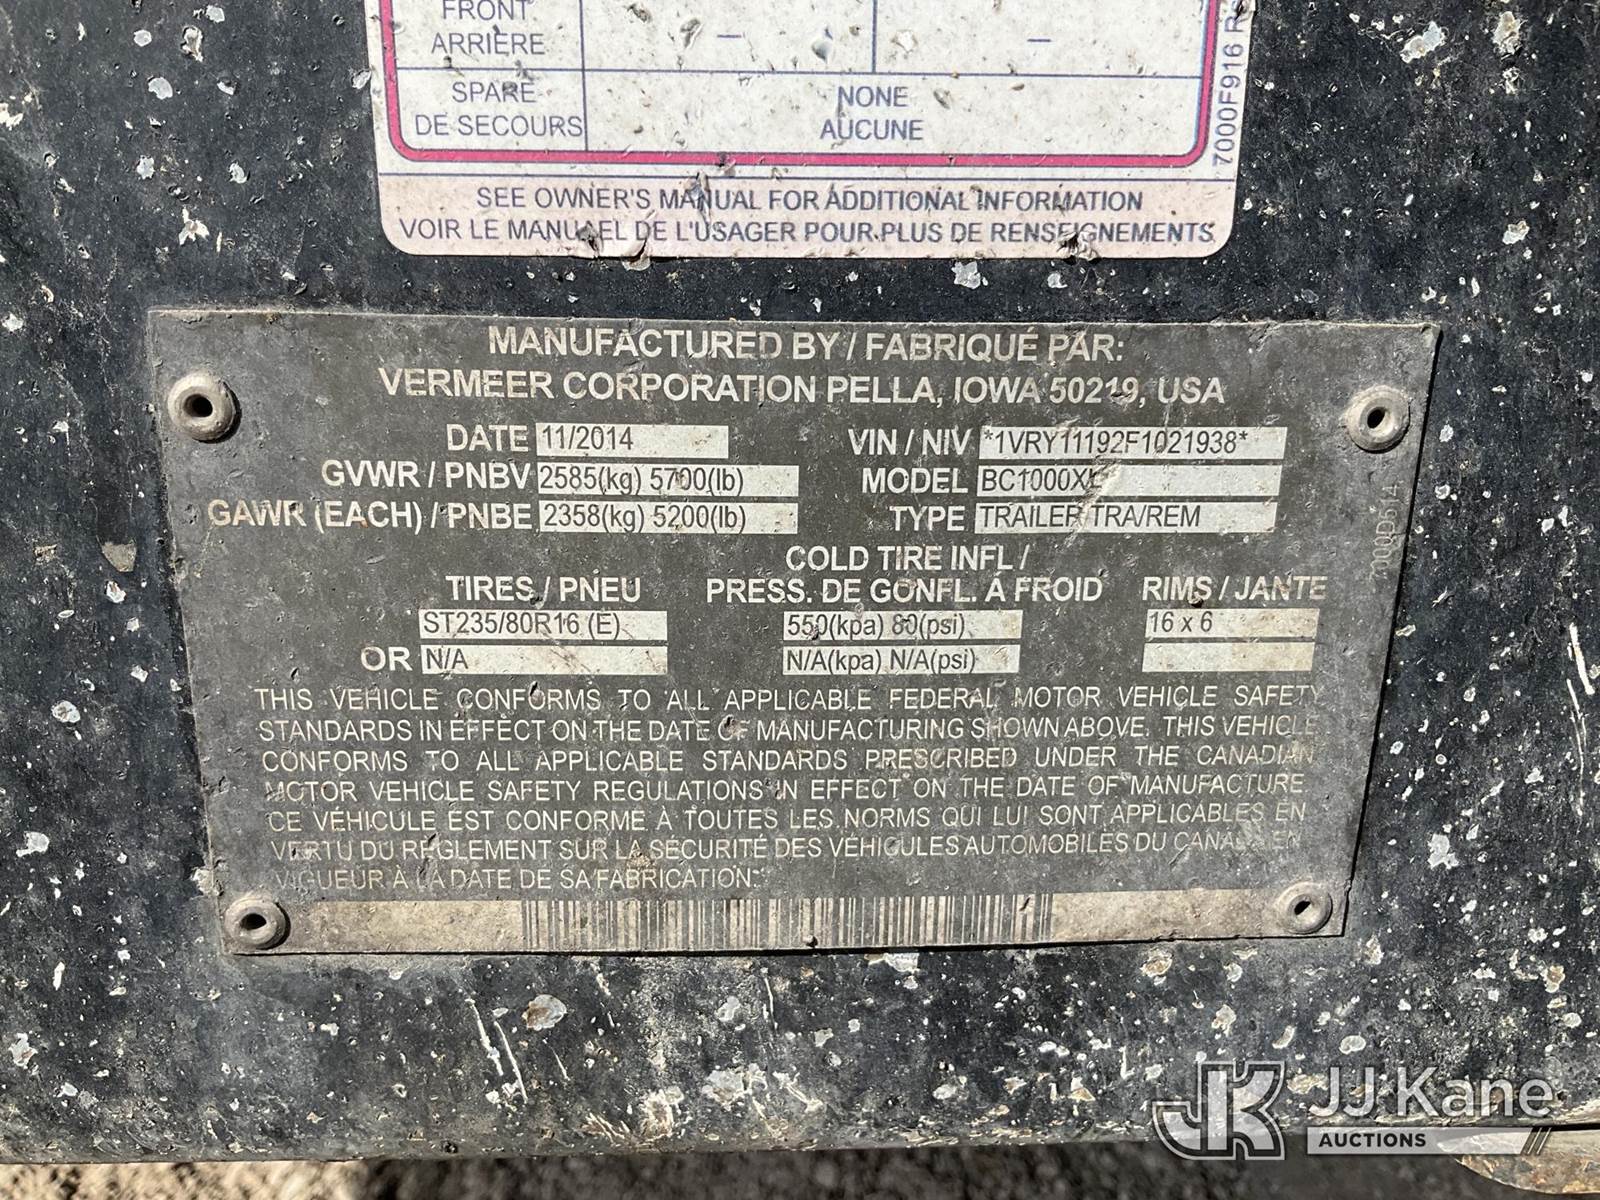 FRONT
ARRIÈRE
—
—
SPARE
DE SECOURS
NONE
AUCUNE
7000F916
SEE OWNER'S MANUAL FOR ADDITIONAL INFORMATION
VOIR LE MANUEL DE L'USAGER POUR PLUS DE RENSEIGNEMENTS
MANUFACTURED BY / FABRIQUÉ PAR:
VERMEER CORPORATION PELLA, IOWA 50219, USA
DATE 11/2014 VIN / NIV *1VRY11192F1021938*
GVWR / PNBV 2585(kg) 5700(lb) MODEL BC1000XL
GAWR (EACH) / PNBE 2358(kg) 5200(lb) TYPE TRAILER TRA/REM
7000D514
COLD TIRE INFL /
TIRES / PNEU PRESS. DE GONFL. Á FROID RIMS / JANTE
ST235/80R16 (E) 550(kpa) 80(psi) 16 x 6
OR N/A N/A(kpa) N/A(psi)
THIS VEHICLE CONFORMS TO ALL APPLICABLE FEDERAL MOTOR VEHICLE SAFETY
STANDARDS IN EFFECT ON THE DATE OF MANUFACTURING SHOWN ABOVE. THIS VEHICLE
CONFORMS TO ALL APPLICABLE STANDARDS PRESCRIBED UNDER THE CANADIAN
MOTOR VEHICLE SAFETY REGULATIONS IN EFFECT ON THE DATE OF MANUFACTURE.
CE VÉHICULE EST CONFORME À TOUTES LES NORMS QUI LUI SONT APPLICABLES EN
VERTU DU RÈGLEMENT SUR LA SÉCURITÉ DES VÉHICULES AUTOMOBILES DU CANADA EN
VIGUEUR À LA DATE DE SA FABRICATION.
JK JJ Kane
AUCTIONS